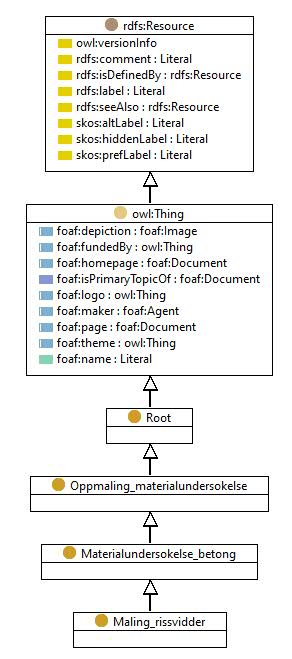 rdfs:Resource
owl:versionInfo
rdfs:comment : Literal
rdfs:isDefinedBy : rdfs:Resource
rdfs:label : Literal
rdfs:seeAlso : rdfs:Resource
skos:altLabel : Literal
skos:hiddenLabel : Literal
skos:prefLabel : Literal
owl:Thing
foaf:depiction : foaf:Image
foaf:fundedBy : owl:Thing
foaf:homepage : foaf:Document
foaf:isPrimaryTopicOf : foaf:Document
foaf:logo : owl:Thing
foaf:maker : foaf:Agent
foaf:page : foaf:Document
foaf:theme : owl:Thing
foaf:name : Literal
Root
Oppmaling_materialundersokelse
Materialundersokelse_betong
Maling_rissvidder